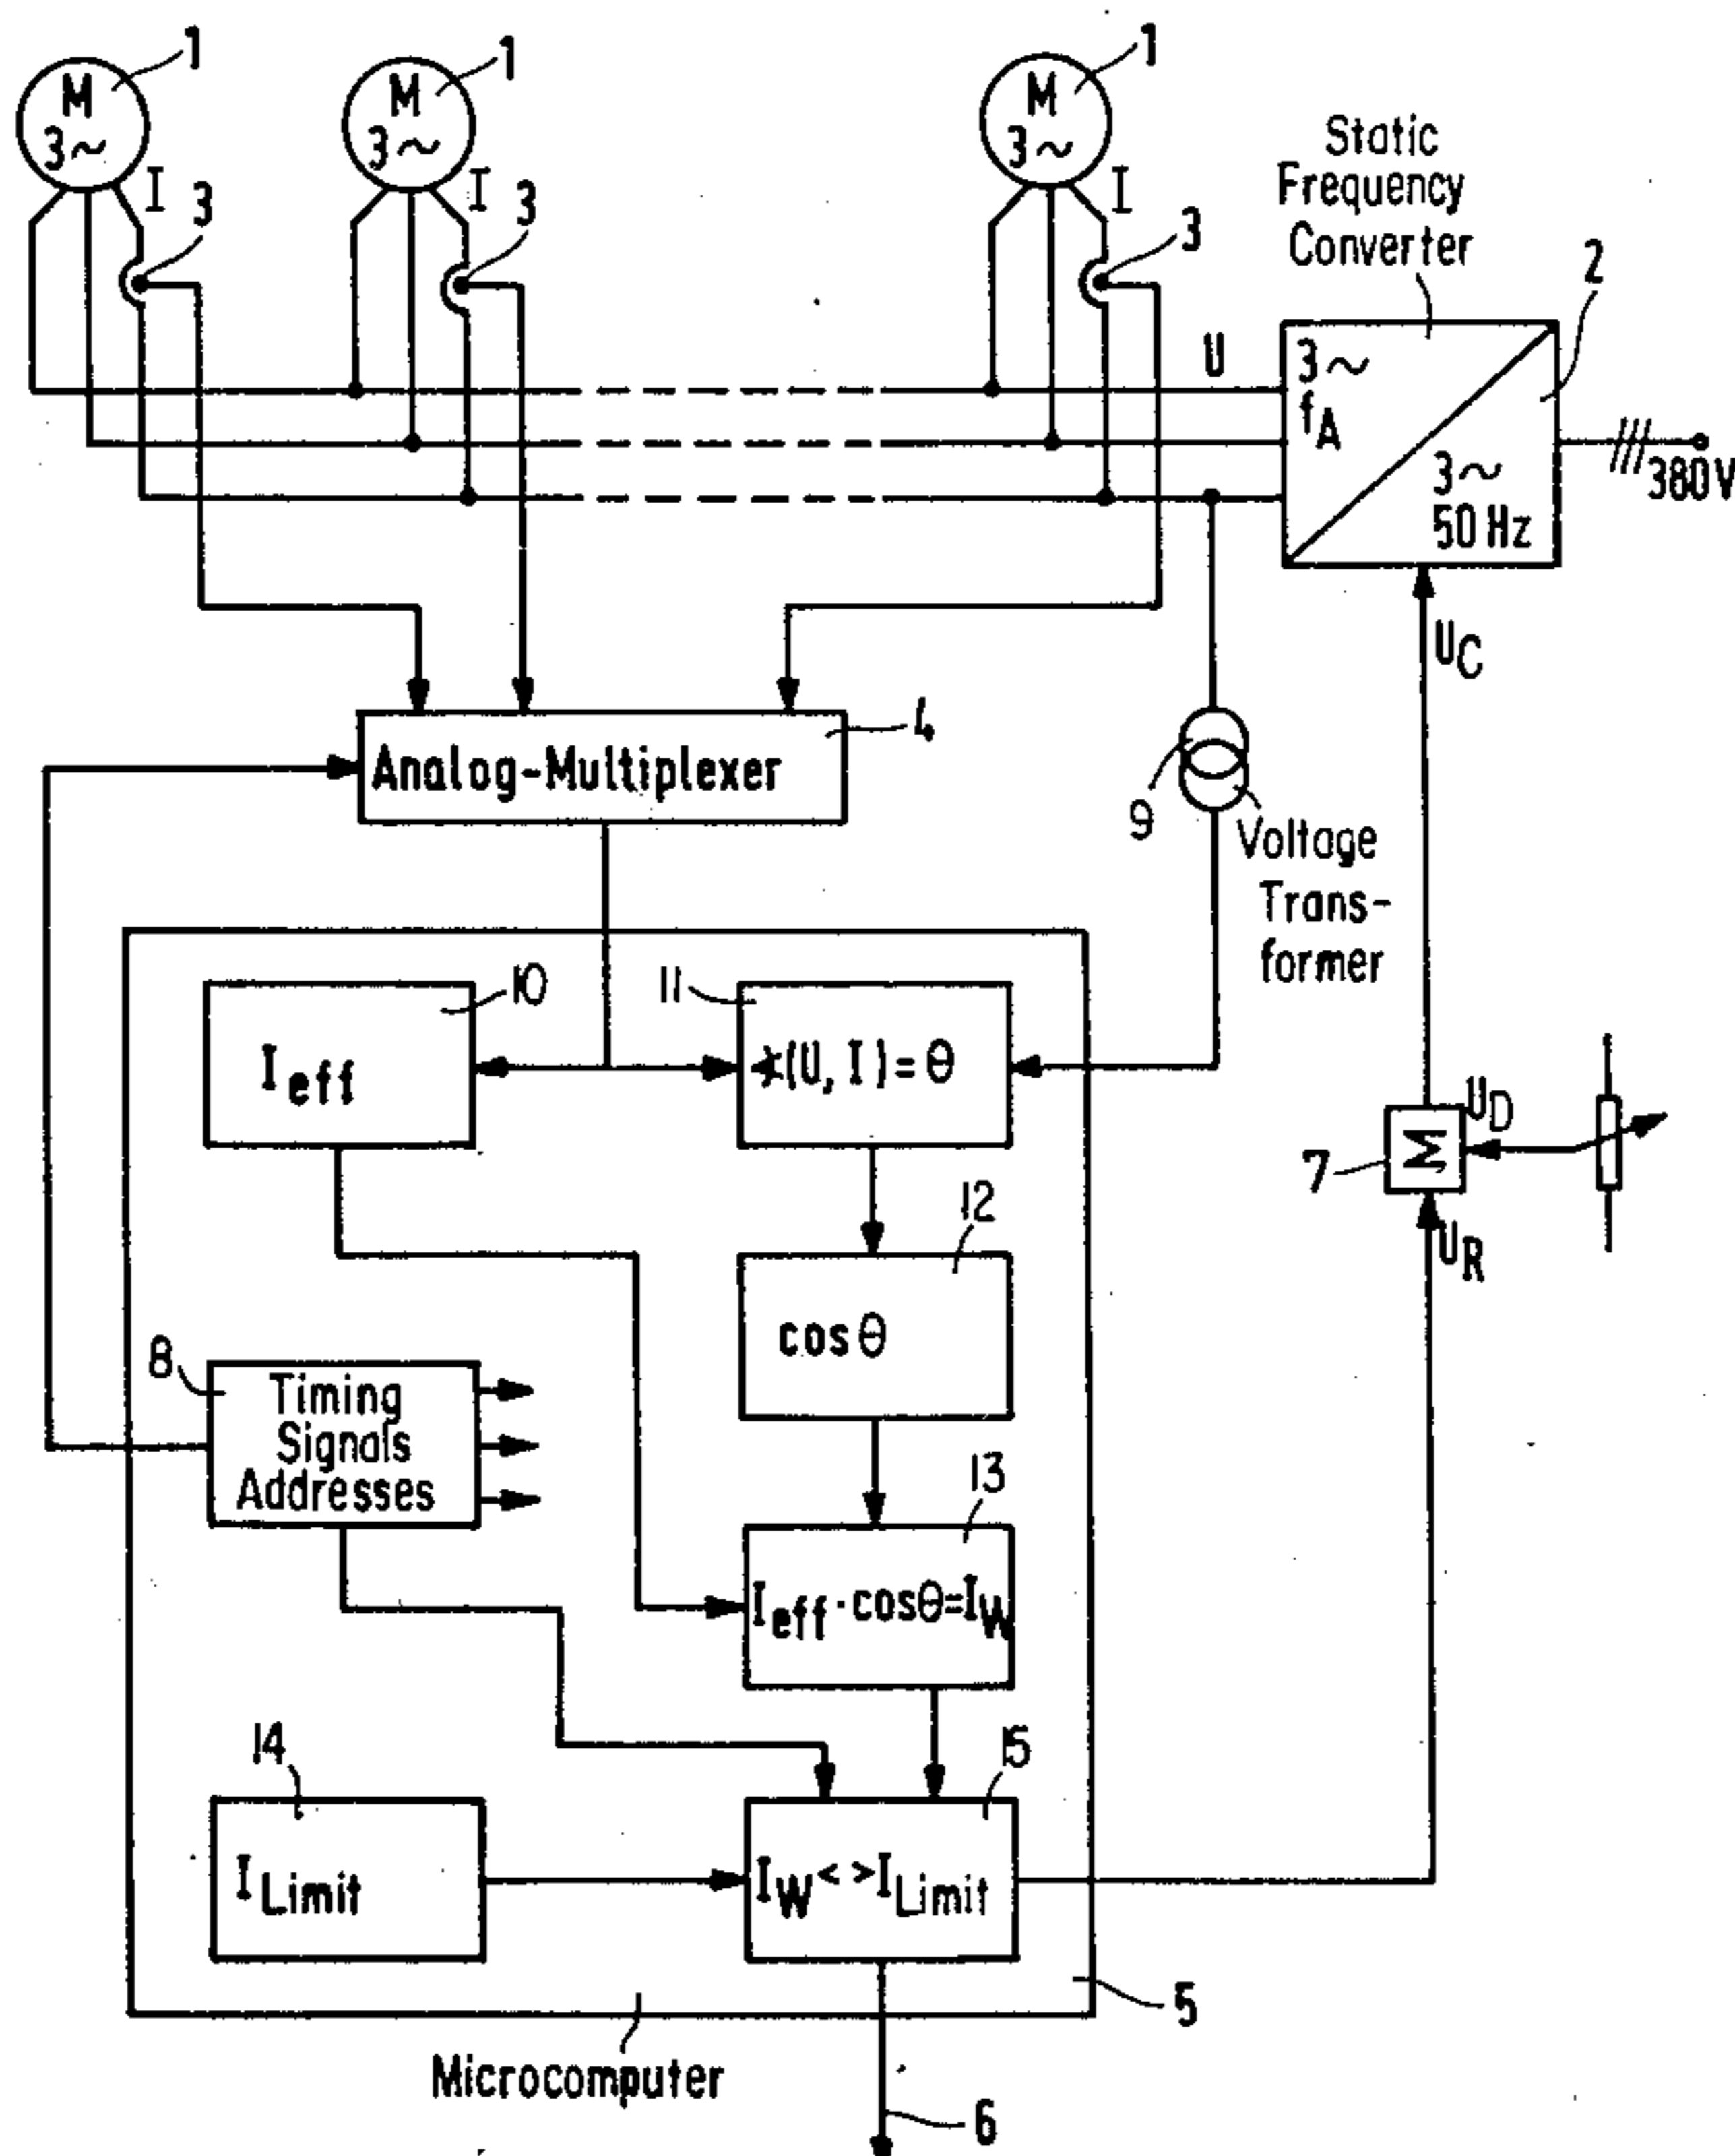 1
1
1
M
3~
M
3~
M
3~
I
I
I
3
3
3
Static
Frequency
Converter
2
U
3~
fA
3~
50 Hz
380V
UC
4
Analog-Multiplexer
9
Voltage
Trans-
former
10
11
Ieff
∢(U, I) = Θ
UD
7
Σ
UR
12
cos Θ
8
Timing
Signals
Addresses
13
Ieff · cosΘ=IW
14
15
ILimit
IW < > ILimit
5
Microcomputer
6